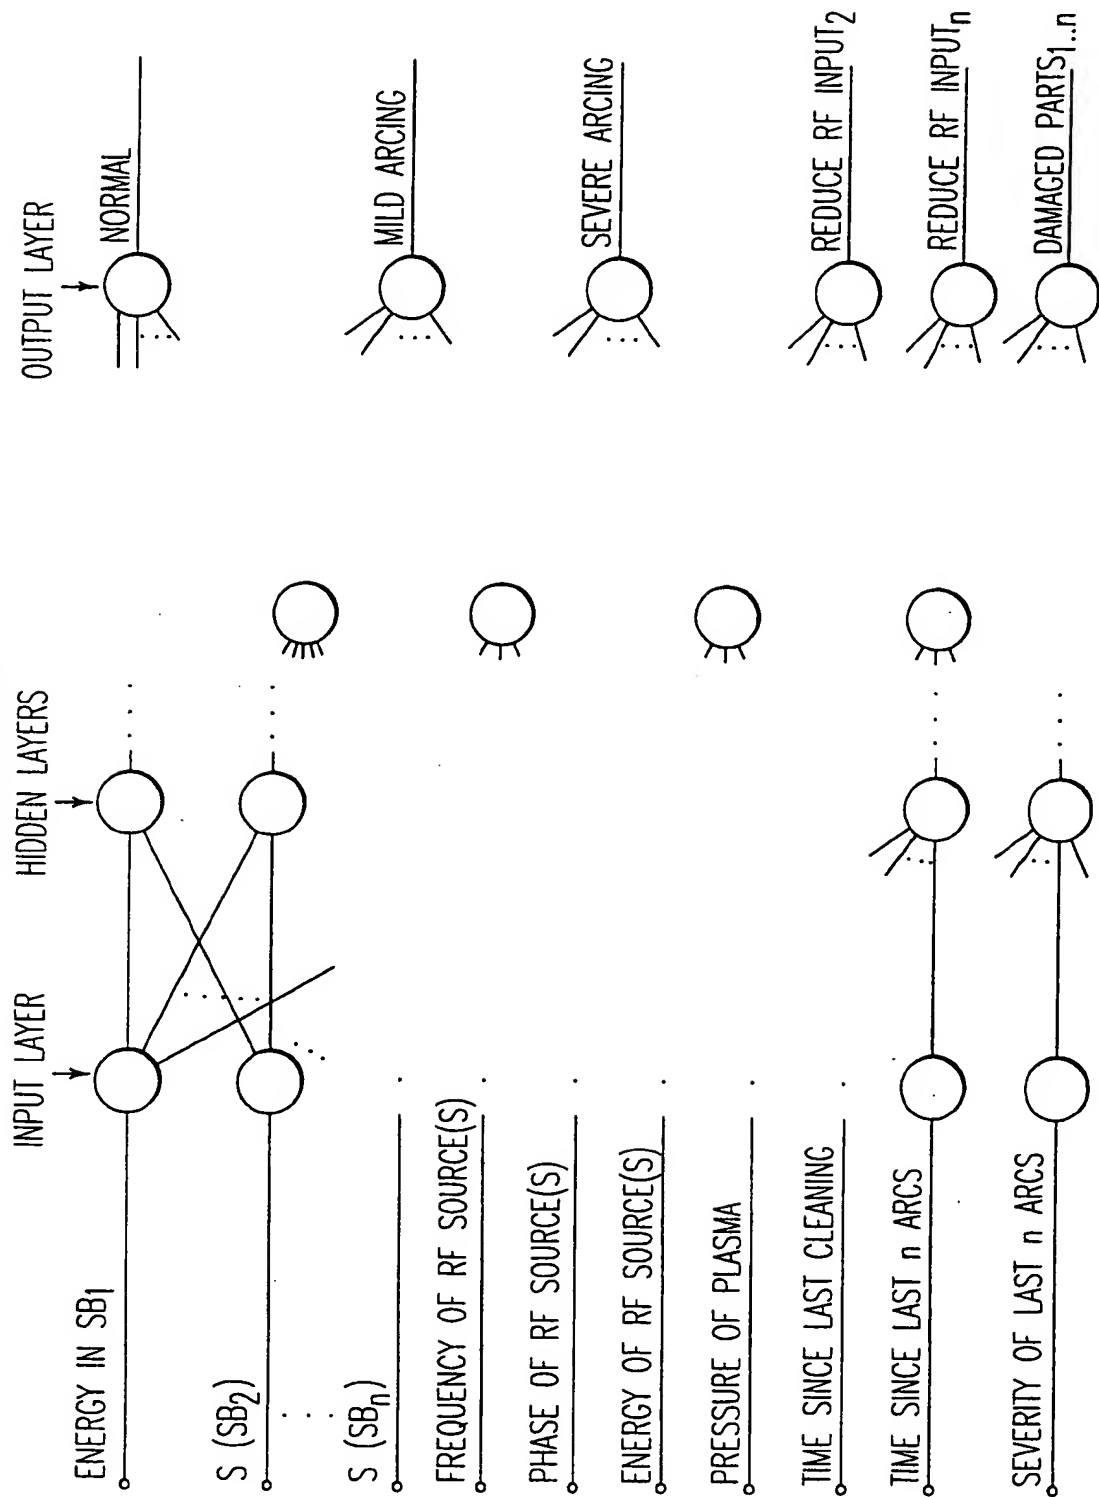 INPUT LAYER
HIDDEN LAYERS
OUTPUT LAYER
ENERGY IN SB1
S (SB2)
S (SBn)
FREQUENCY OF RF SOURCE(S)
PHASE OF RF SOURCE(S)
ENERGY OF RF SOURCE(S)
PRESSURE OF PLASMA
TIME SINCE LAST CLEANING
TIME SINCE LAST n ARCS
SEVERITY OF LAST n ARCS
NORMAL
MILD ARCING
SEVERE ARCING
REDUCE RF INPUT2
REDUCE RF INPUTn
DAMAGED PARTS1..n